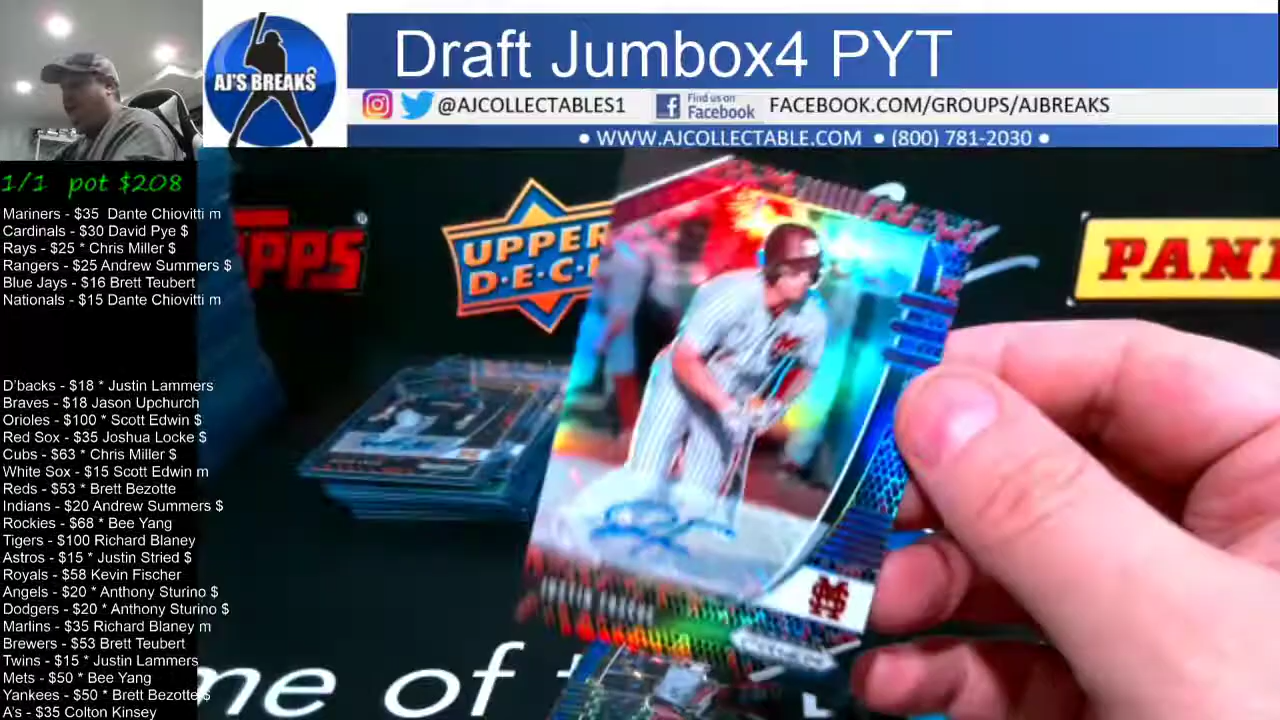 Draft Jumbox4 PYT
AJ'S BREAKS
@AJCOLLECTABLES1
Find us on
Facebook
FACEBOOK.COM/GROUPS/AJBREAKS
• WWW.AJCOLLECTABLE.COM • (800) 781-2030 •
1/1 pot $208
Mariners - $35 Dante Chiovitti m
Cardinals - $30 David Pye $
Rays - $25 * Chris Miller $
Rangers - $25 Andrew Summers $
Blue Jays - $16 Brett Teubert
Nationals - $15 Dante Chiovitti m
D'backs - $18 * Justin Lammers
Braves - $18 Jason Upchurch
Orioles - $100 * Scott Edwin $
Red Sox - $35 Joshua Locke $
Cubs - $63 * Chris Miller $
White Sox - $15 Scott Edwin m
Reds - $53 * Brett Bezotte
Indians - $20 Andrew Summers $
Rockies - $68 * Bee Yang
Tigers - $100 Richard Blaney
Astros - $15 * Justin Stried $
Royals - $58 Kevin Fischer
Angels - $20 * Anthony Sturino $
Dodgers - $20 * Anthony Sturino $
Marlins - $35 Richard Blaney m
Brewers - $53 Brett Teubert
Twins - $15 * Justin Lammers
Mets - $50 * Bee Yang
Yankees - $50 * Brett Bezotte $
A's - $35 Colton Kinsey
PPS
UPPER
D·E·C
PANI
me of t